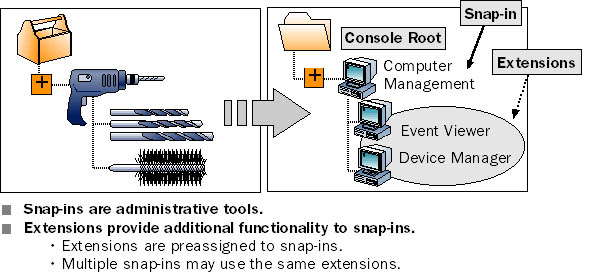 Snap-in
Console Root
Extensions
Computer
Management
Event Viewer
Device Manager
Snap-ins are administrative tools.
Extensions provide additional functionality to snap-ins.
· Extensions are preassigned to snap-ins.
· Multiple snap-ins may use the same extensions.